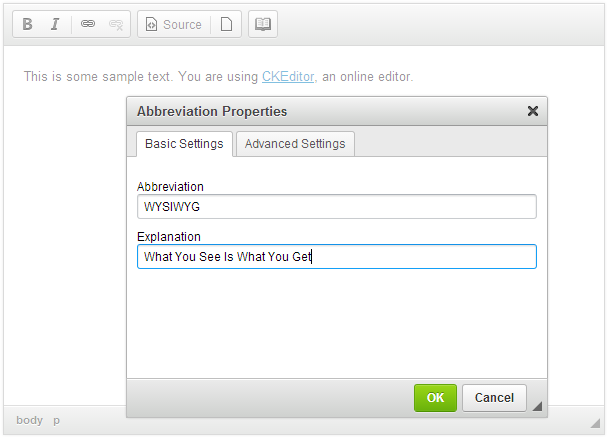 B I Source
This is some sample text. You are using CKEditor, an online editor.
Abbreviation Properties
Basic Settings Advanced Settings
Abbreviation
WYSIWYG
Explanation
What You See Is What You Get
OK Cancel
body p